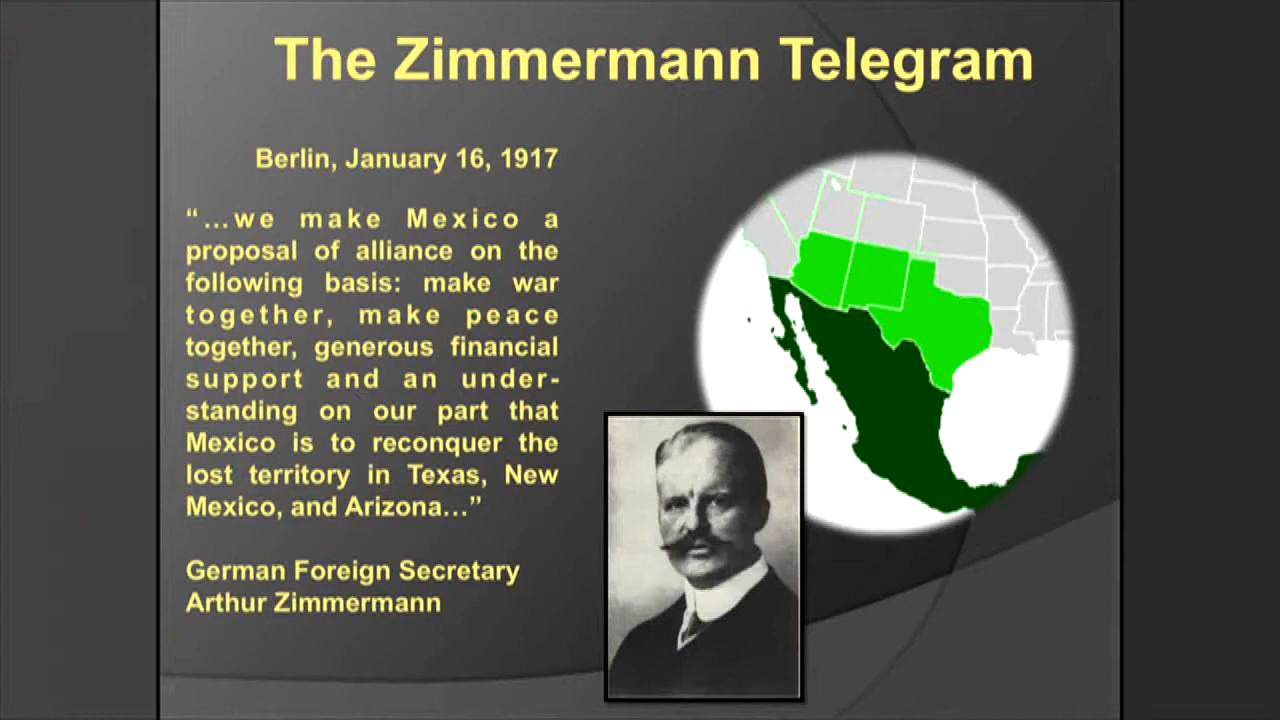 The Zimmermann Telegram
Berlin, January 16, 1917
“…we make Mexico a
proposal of alliance on the
following basis: make war
together, make peace
together, generous financial
support and an under-
standing on our part that
Mexico is to reconquer the
lost territory in Texas, New
Mexico, and Arizona…”
German Foreign Secretary
Arthur Zimmermann